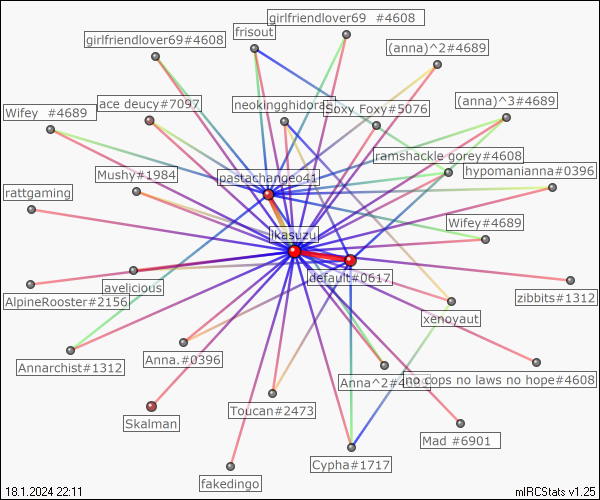 girlfriendlover69 #4608
frisout
girlfriendlover69#4608
(anna)^2#4689
ace deucy#7097
neokingghidorah
Soxy Foxy#5076
(anna)^3#4689
Wifey #4689
ramshackle gorey#4608
Mushy#1984
pastachangeo41
hypomanianna#0396
rattgaming
Wifey#4689
ikasuzu
default#0617
avelicious
AlpineRooster#2156
zibbits#1312
xenoyaut
Anna.#0396
Annarchist#1312
Anna^2#4689
no cops no laws no hope#4608
Toucan#2473
Skalman
Mad #6901
Cypha#1717
fakedingo
18.1.2024 22:11
mIRCStats v1.25